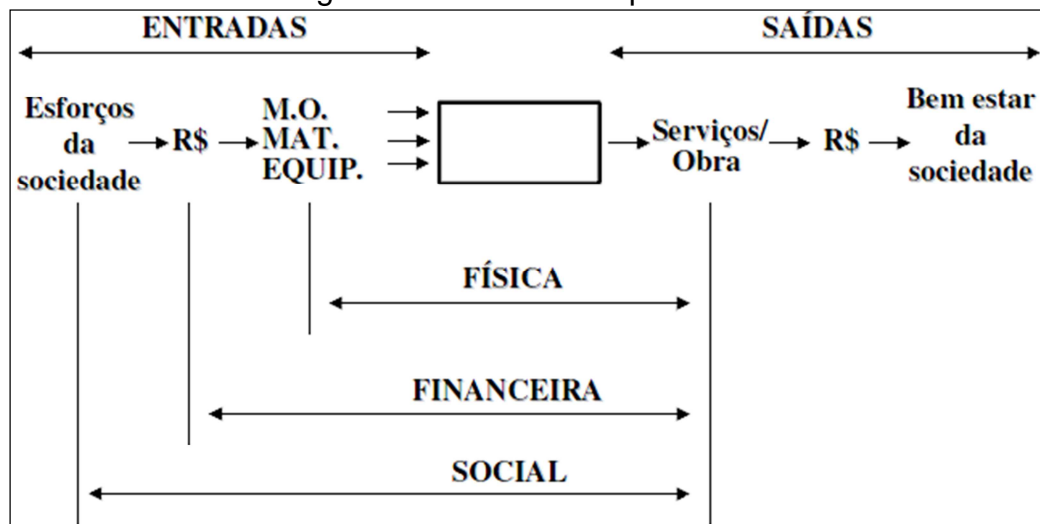 ENTRADAS
SAÍDAS
Esforços
da
sociedade
R$
M.O.
MAT.
EQUIP.
Serviços/
Obra
R$
Bem estar
da
sociedade
FÍSICA
FINANCEIRA
SOCIAL